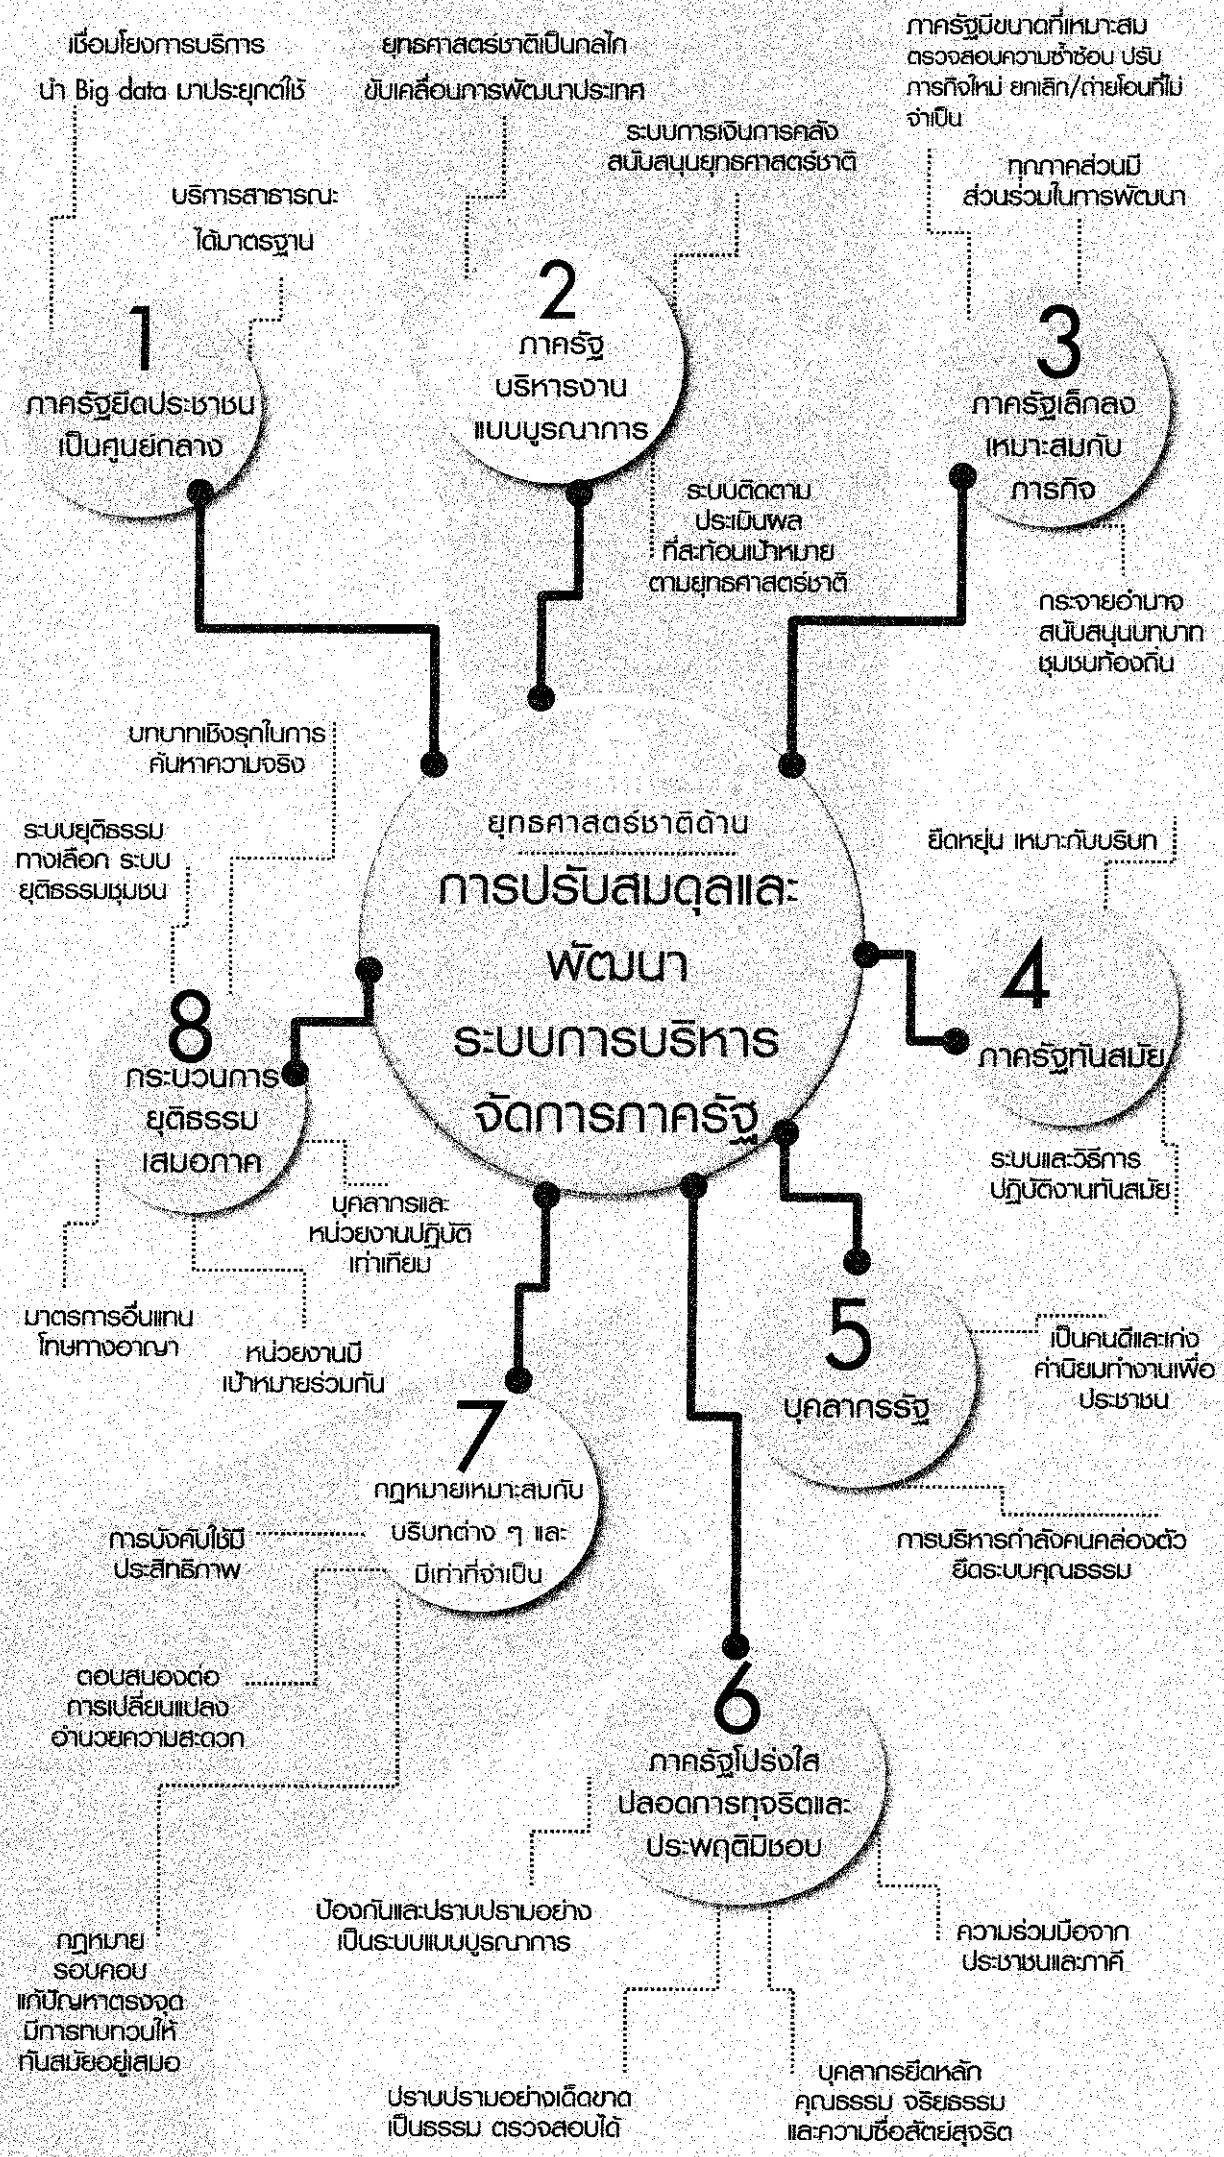 เชื่อมโยงการบริการ
นำ Big data มาประยุกต์ใช้
บริการสาธารณะ
ได้มาตรฐาน
1
ภาครัฐยึดประชาชน
เป็นศูนย์กลาง
ยุทธศาสตร์ชาติเป็นกลไก
ขับเคลื่อนการพัฒนาประเทศ
ระบบการเงินการคลัง
สนับสนุนยุทธศาสตร์ชาติ
2
ภาครัฐ
บริหารงาน
แบบบูรณาการ
ระบบติดตาม
ประเมินผล
ที่สะท้อนเป้าหมาย
ตามยุทธศาสตร์ชาติ
ภาครัฐมีขนาดที่เหมาะสม
ตรวจสอบความซ้ำซ้อน ปรับ
ภารกิจใหม่ ยกเลิก/ถ่ายโอนที่ไม่
จำเป็น
ทุกภาคส่วนมี
ส่วนร่วมในการพัฒนา
3
ภาครัฐเล็กลง
เหมาะสมกับ
ภารกิจ
กระจายอำนาจ
สนับสนุนบทบาท
ชุมชนท้องถิ่น
ยุทธศาสตร์ชาติด้าน
การปรับสมดุลและ
พัฒนา
ระบบการบริหาร
จัดการภาครัฐ
ยืดหยุ่น เหมาะกับบริบท
4
ภาครัฐทันสมัย
ระบบและวิธีการ
ปฏิบัติงานทันสมัย
5
บุคลากรรัฐ
เป็นคนดีและเก่ง
ค่านิยมทำงานเพื่อ
ประชาชน
การบริหารกำลังคนคล่องตัว
ยึดระบบคุณธรรม
6
ภาครัฐโปร่งใส
ปลอดการทุจริตและ
ประพฤติมิชอบ
ป้องกันและปราบปรามอย่าง
เป็นระบบแบบบูรณาการ
ความร่วมมือจาก
ประชาชนและภาคี
ปราบปรามอย่างเด็ดขาด
เป็นธรรม ตรวจสอบได้
บุคลากรยึดหลัก
คุณธรรม จริยธรรม
และความซื่อสัตย์สุจริต
7
กฎหมายเหมาะสมกับ
บริบทต่าง ๆ และ
มีเท่าที่จำเป็น
การบังคับใช้มี
ประสิทธิภาพ
ตอบสนองต่อ
การเปลี่ยนแปลง
อำนวยความสะดวก
กฎหมาย
รอบคอบ
แก้ปัญหาตรงจุด
มีการทบทวนให้
ทันสมัยอยู่เสมอ
บทบาทเชิงรุกในการ
ค้นหาความจริง
ระบบยุติธรรม
ทางเลือก ระบบ
ยุติธรรมชุมชน
8
กระบวนการ
ยุติธรรม
เสมอภาค
บุคลากรและ
หน่วยงานปฏิบัติ
เท่าเทียม
มาตรการอื่นแทน
โทษทางอาญา
หน่วยงานมี
เป้าหมายร่วมกัน